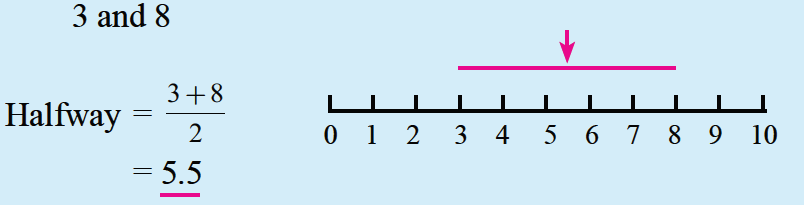 3 and 8
Halfway = \frac{3+8}{2}
= 5.5
0 1 2 3 4 5 6 7 8 9 10